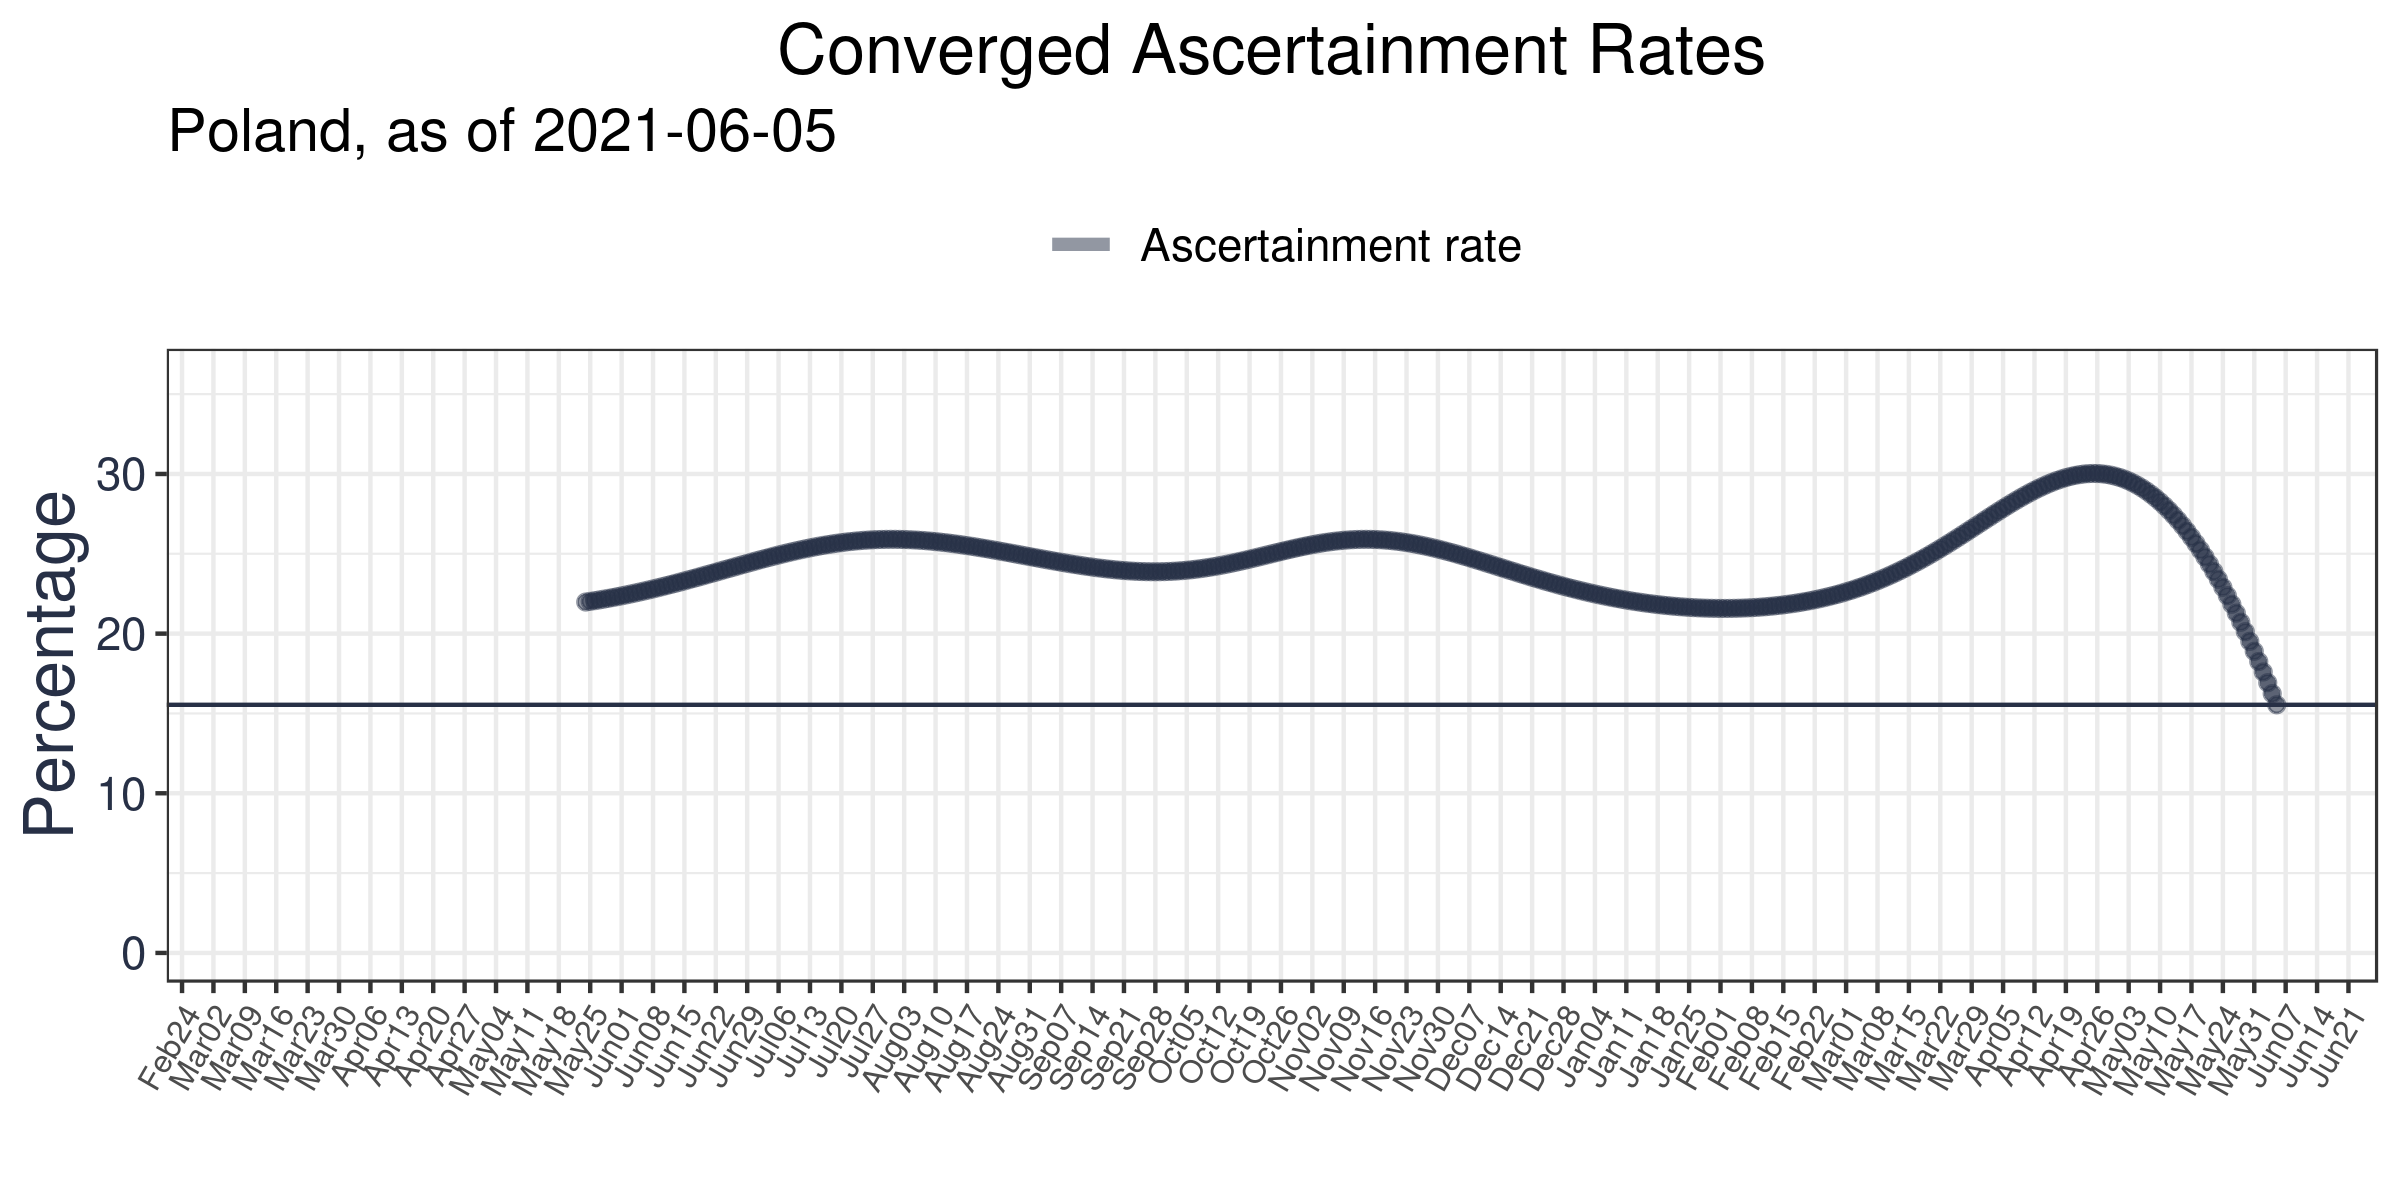 Converged Ascertainment Rates
Poland, as of 2021-06-05
Ascertainment rate
Percentage
30
20
10
0
Feb24
Mar02
Mar09
Mar16
Mar23
Mar30
Apr06
Apr13
Apr20
Apr27
May04
May11
May18
May25
Jun01
Jun08
Jun15
Jun22
Jun29
Jul06
Jul13
Jul20
Jul27
Aug03
Aug10
Aug17
Aug24
Aug31
Sep07
Sep14
Sep21
Sep28
Oct05
Oct12
Oct19
Oct26
Nov02
Nov09
Nov16
Nov23
Nov30
Dec07
Dec14
Dec21
Dec28
Jan04
Jan11
Jan18
Jan25
Feb01
Feb08
Feb15
Feb22
Mar01
Mar08
Mar15
Mar22
Mar29
Apr05
Apr12
Apr19
Apr26
May03
May10
May17
May24
May31
Jun07
Jun14
Jun21